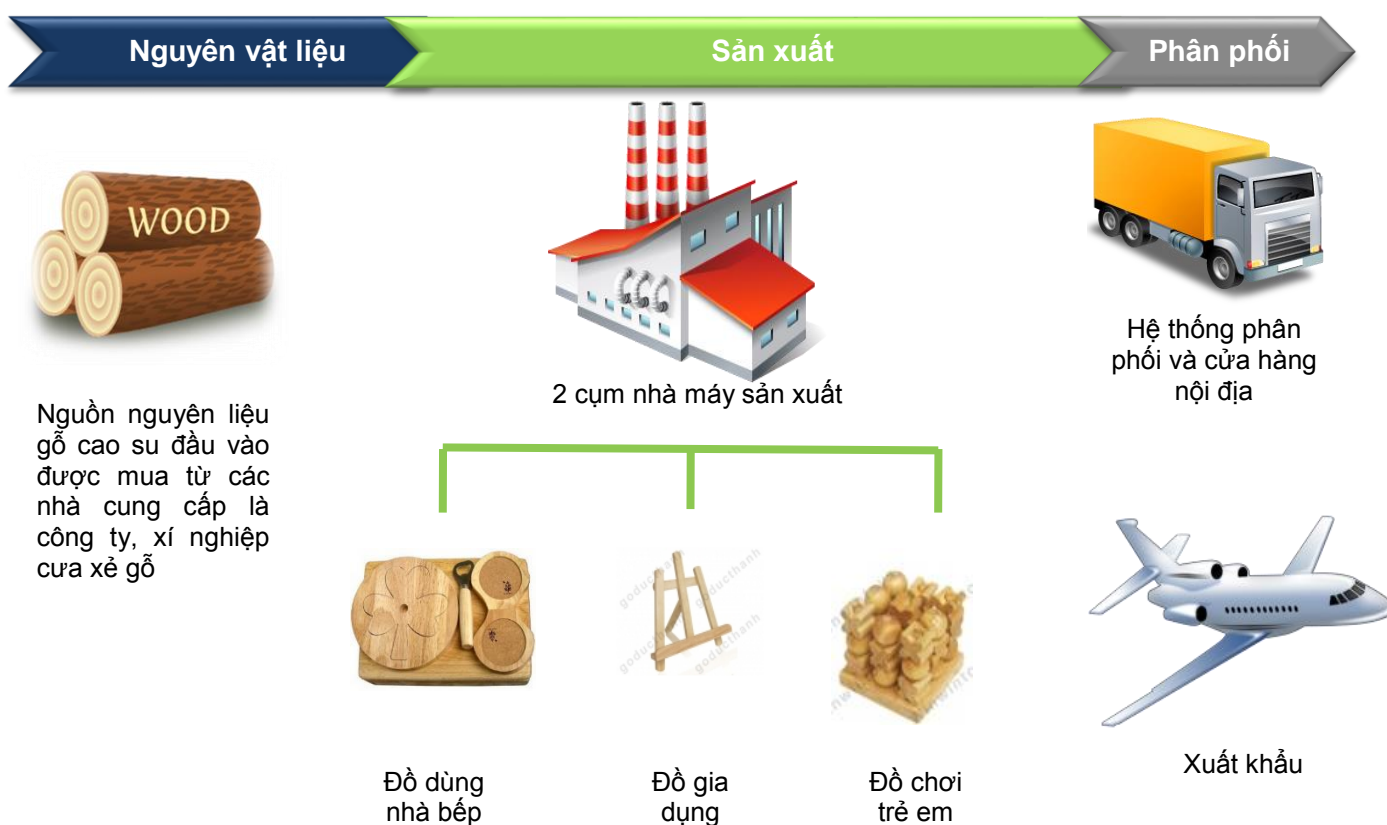 Nguyên vật liệu
Sản xuất
Phân phối
WOOD
Nguồn nguyên liệu
gỗ cao su đầu vào
được mua từ các
nhà cung cấp là
công ty, xí nghiệp
cưa xẻ gỗ
2 cụm nhà máy sản xuất
Đồ dùng
nhà bếp
goducthanh
goducthanh
Đồ gia
dụng
Đồ chơi
trẻ em
Hệ thống phân
phối và cửa hàng
nội địa
Xuất khẩu